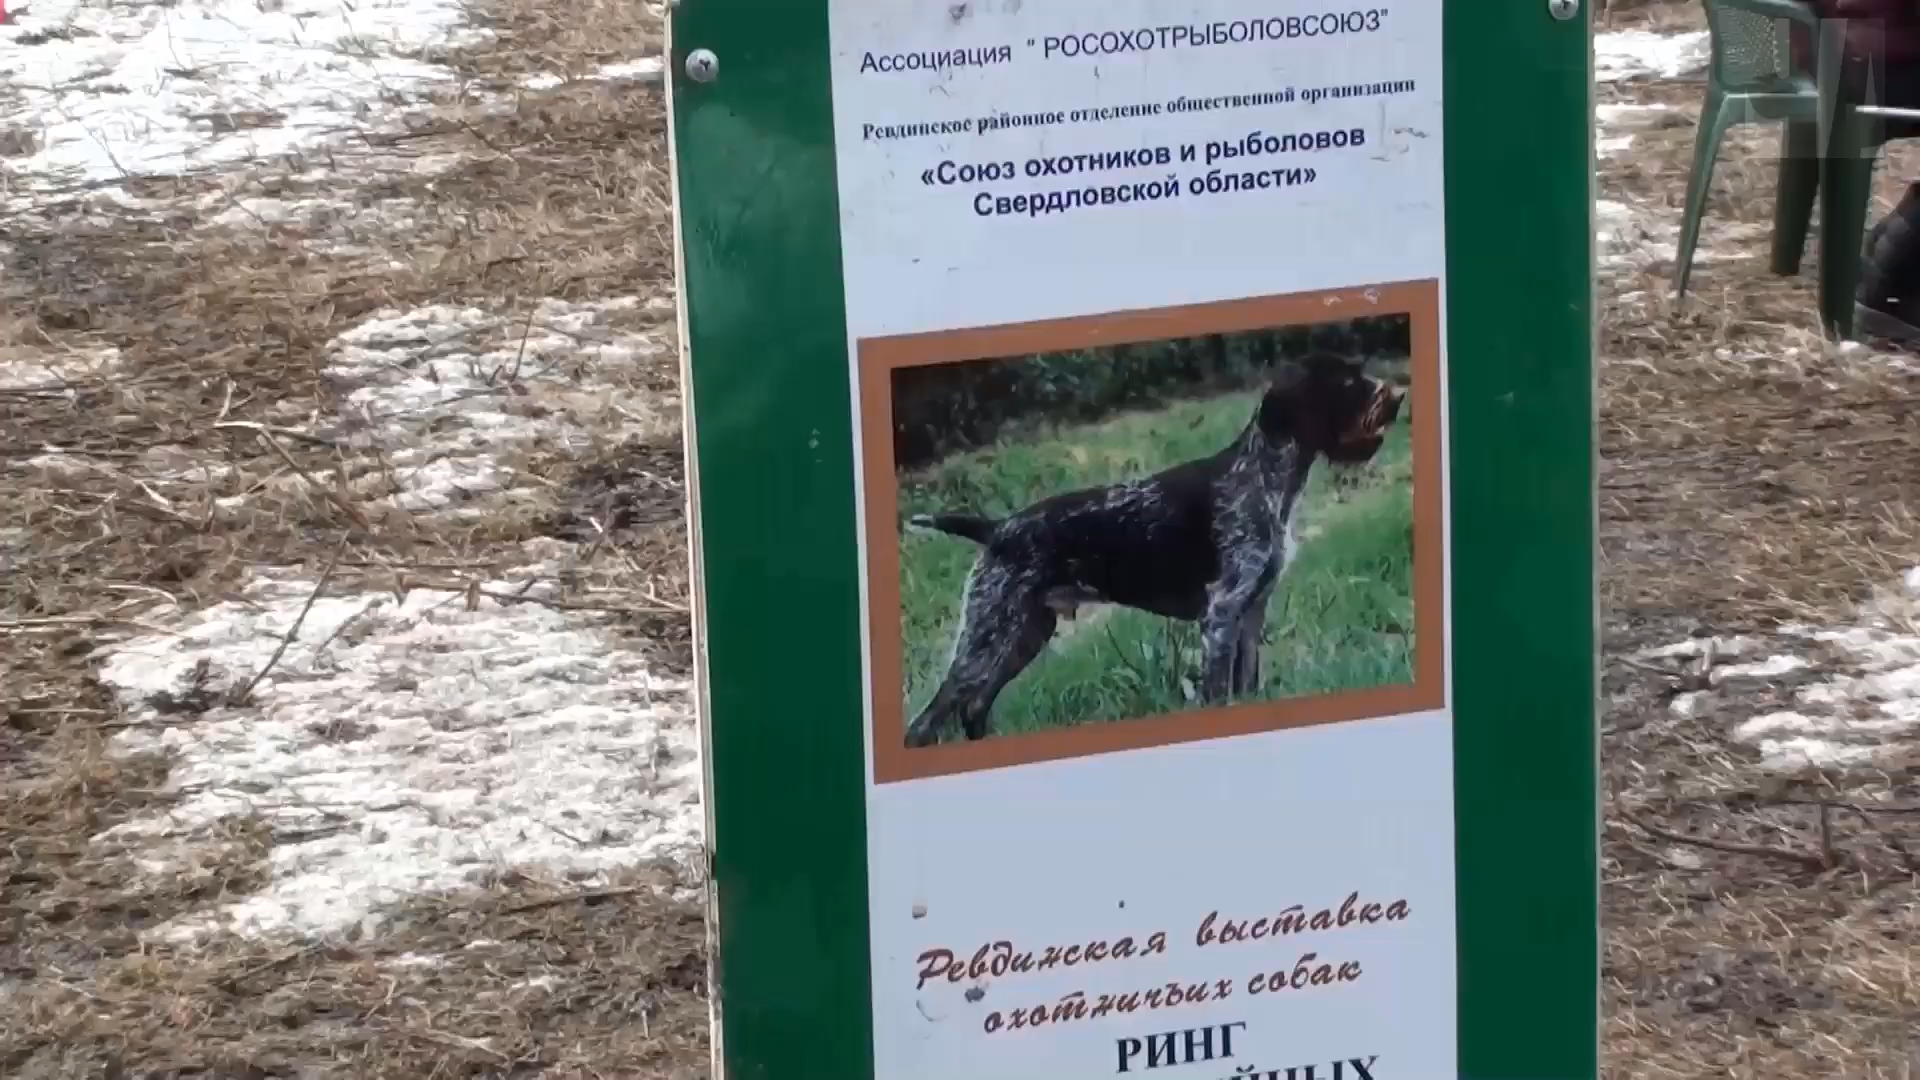 Ассоциация " РОСОХОТРЫБОЛОВСОЮЗ"
Ревдинское районное отделение общественной организации
«Союз охотников и рыболовов
Свердловской области»
Ревдинская выставка
охотничьих собак
РИНГ